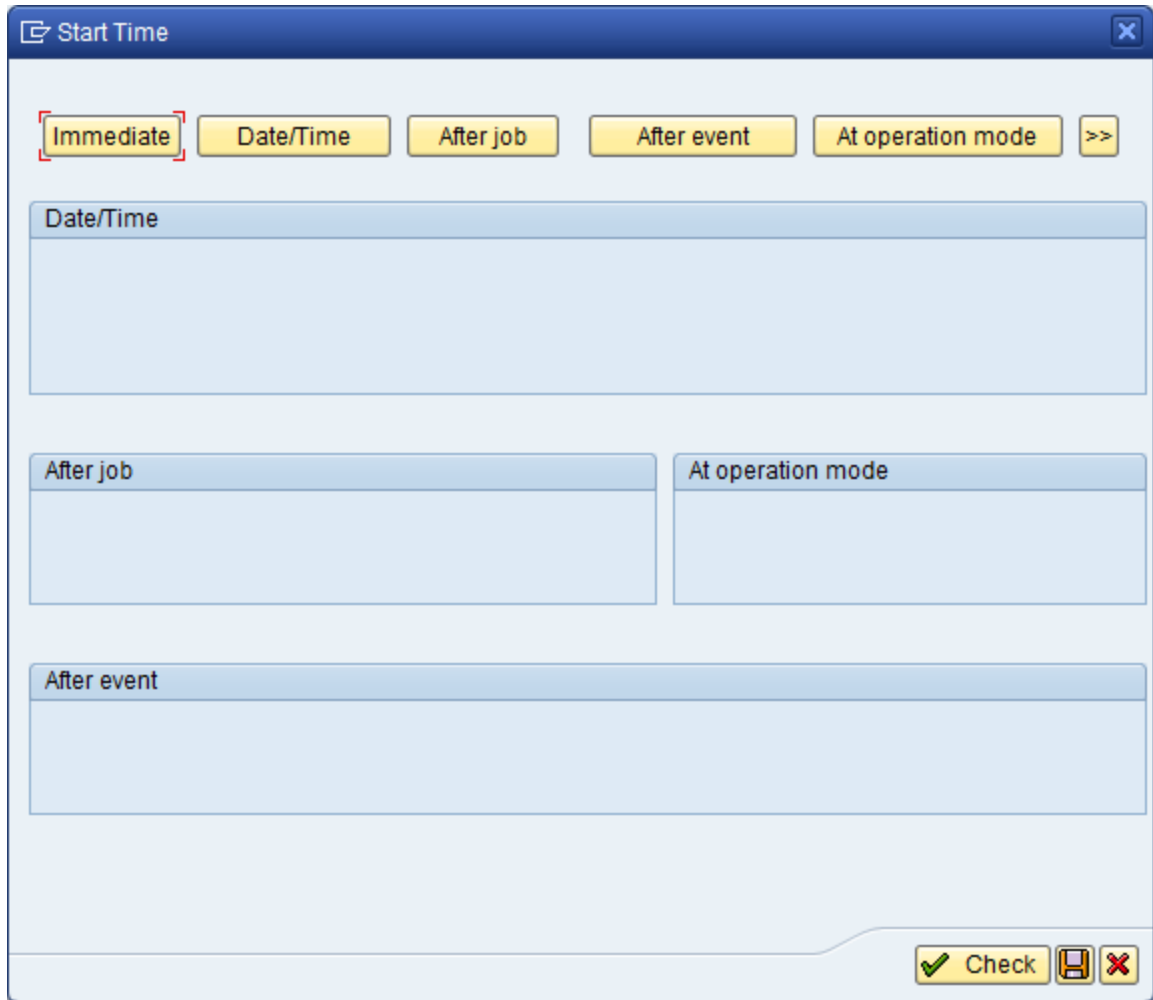 Start Time
Immediate Date/Time After job After event At operation mode >>
Date/Time
After job At operation mode
After event
Check